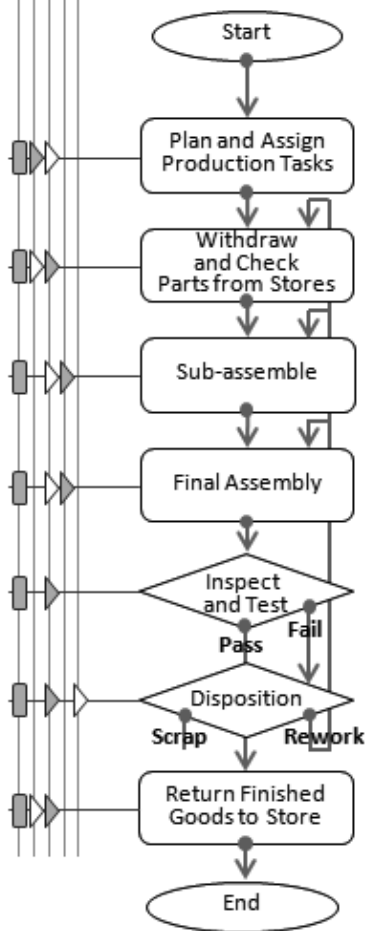 Start
Plan and Assign
Production Tasks
Withdraw
and Check
Parts from Stores
Sub-assemble
Final Assembly
Inspect
and Test
Pass
Fail
Disposition
Scrap
Rework
Return Finished
Goods to Store
End